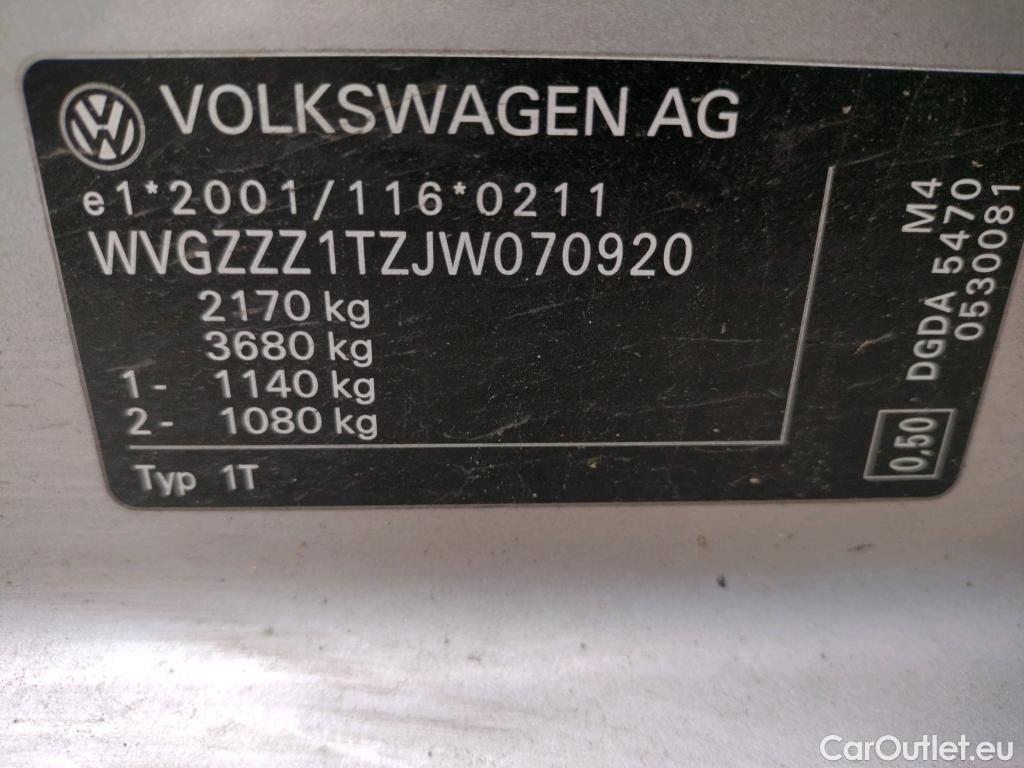 VOLKSWAGEN AG
e1*2001/116*0211
WVGZZZ1TZJW070920
2170 kg
3680 kg
1- 1140 kg
2- 1080 kg
Typ 1T
M4
DGDA 5470
0530081
0,50
CarOutlet.eu